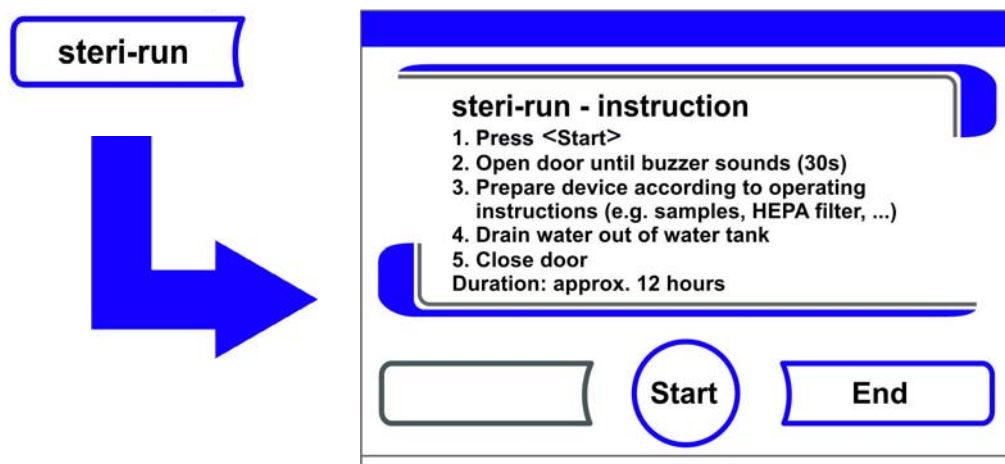 steri-run
steri-run - instruction
1. Press <Start>
2. Open door until buzzer sounds (30s)
3. Prepare device according to operating
instructions (e.g. samples, HEPA filter, ...)
4. Drain water out of water tank
5. Close door
Duration: approx. 12 hours
Start
End